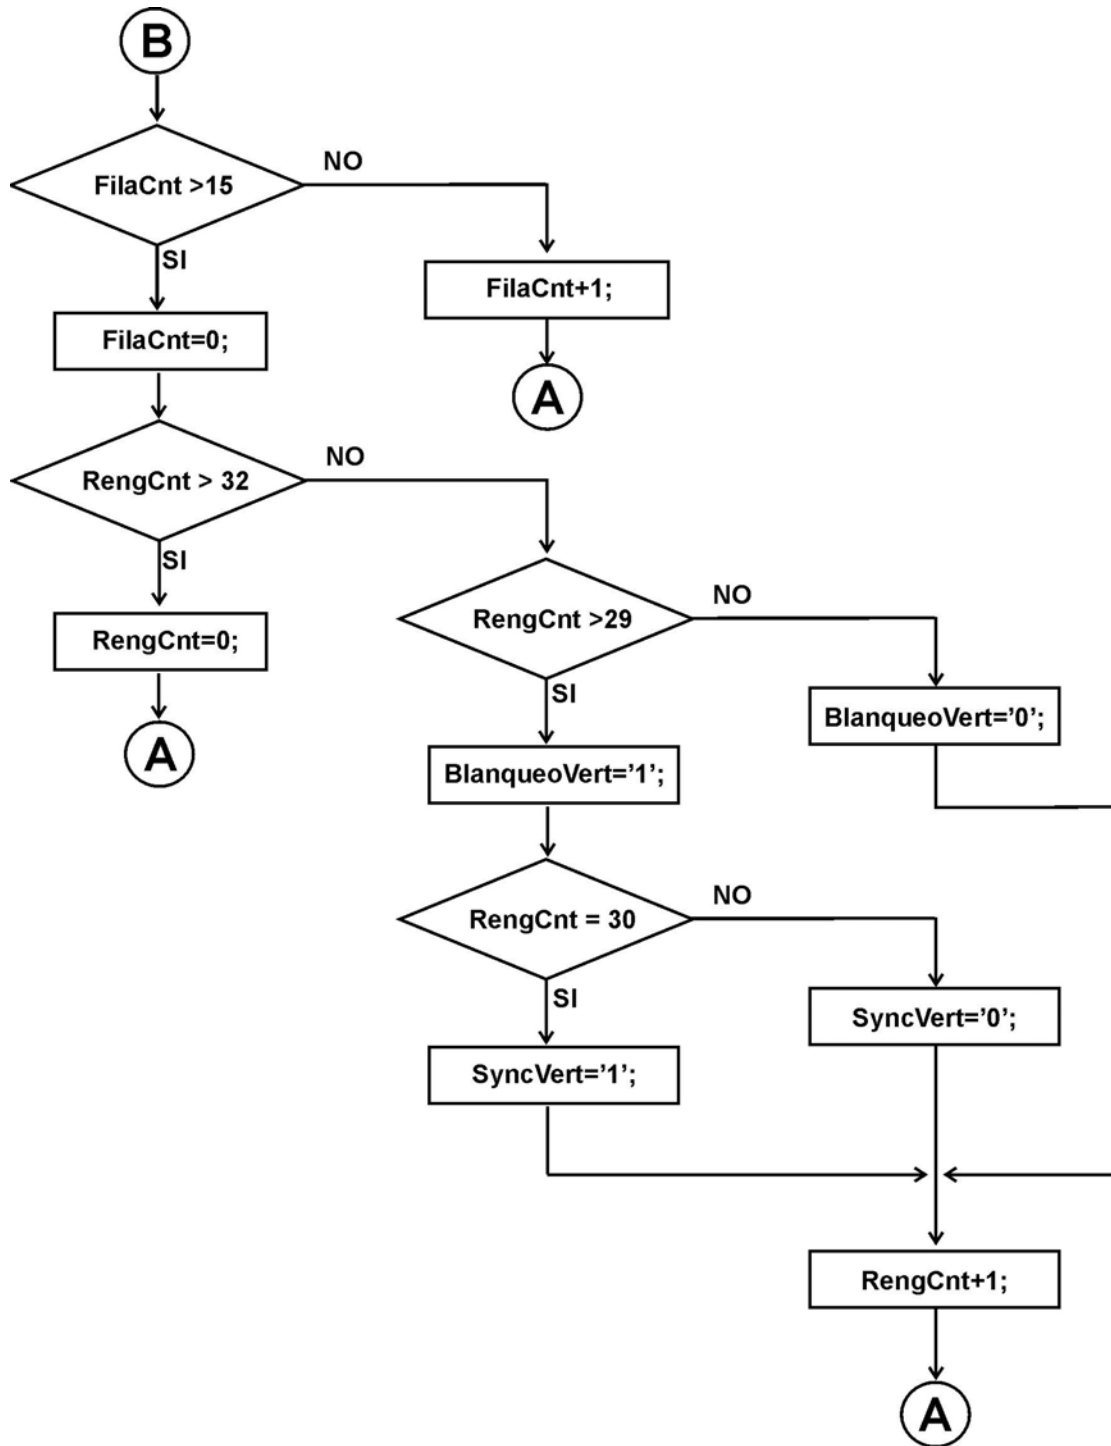 B
FilaCnt >15
NO
SI
FilaCnt+1;
FilaCnt=0;
A
RengCnt > 32
NO
SI
RengCnt >29
NO
RengCnt=0;
SI
BlanqueoVert='0';
A
BlanqueoVert='1';
RengCnt = 30
NO
SI
SyncVert='0';
SyncVert='1';
RengCnt+1;
A